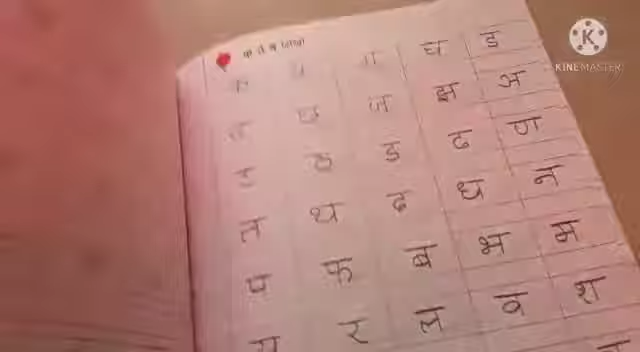 KINEMASTER
क ख ग घ ङ
च छ ज झ ञ
ट ठ ड ढ ण
त थ द ध न
प फ ब भ म
य र ल व श